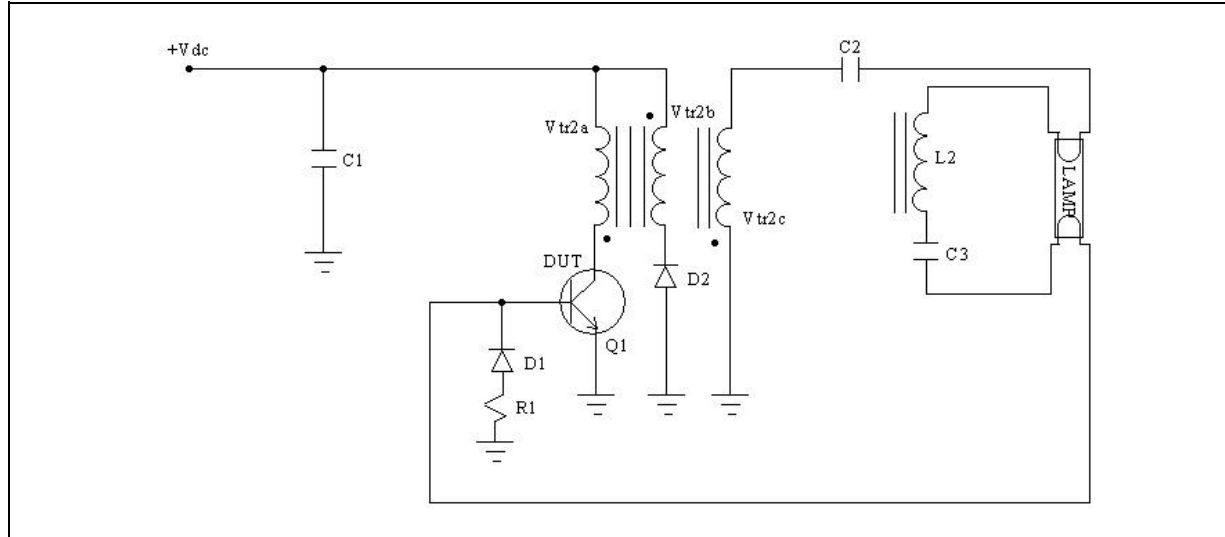 +Vdc
C2
Vtr2a
Vtr2b
C1
L2
LAMP
Vtr2c
C3
DUT
D2
Q1
D1
R1